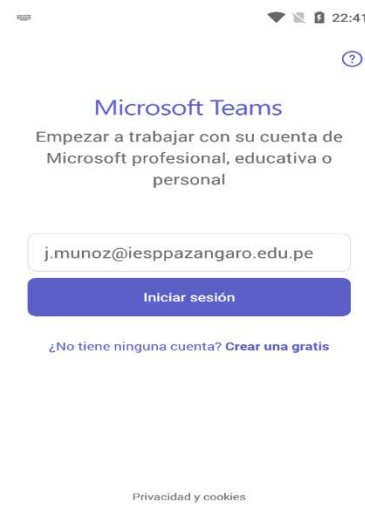 22:41
?
Microsoft Teams
Empezar a trabajar con su cuenta de
Microsoft profesional, educativa o
personal
j.munoz@iesppazangaro.edu.pe
Iniciar sesión
¿No tiene ninguna cuenta? Crear una gratis
Privacidad y cookies